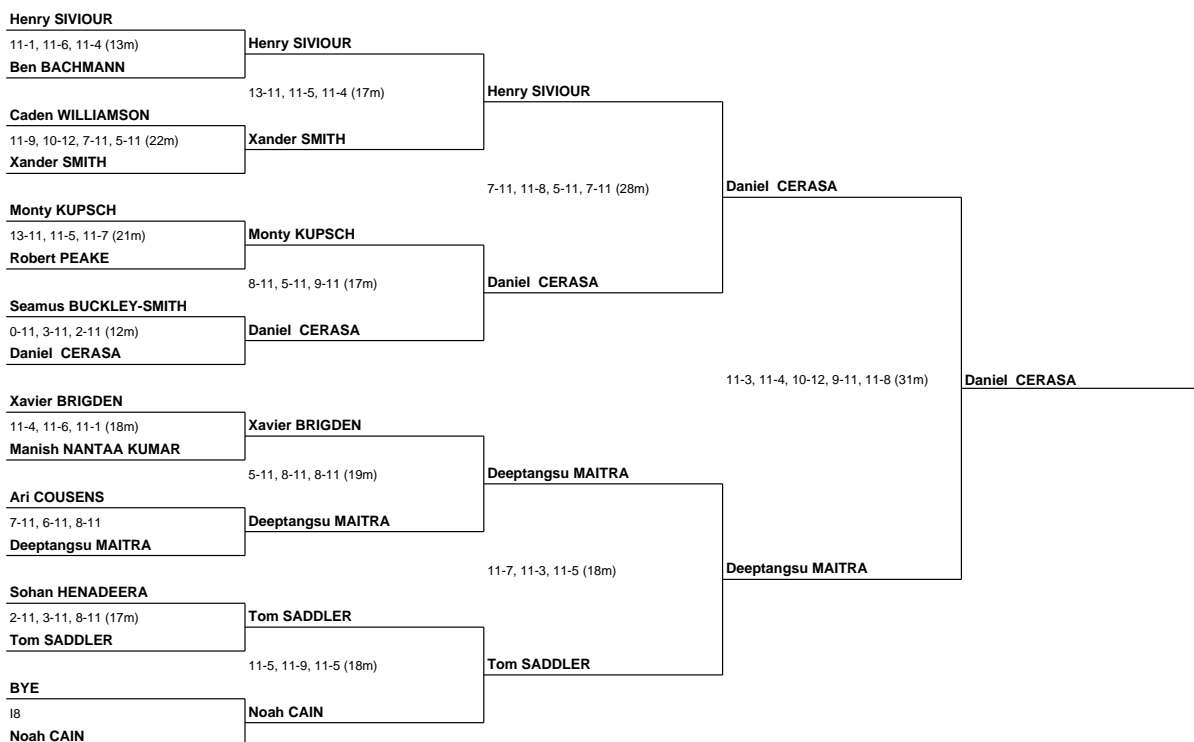 Henry SIVIOUR
11-1, 11-6, 11-4 (13m)
Ben BACHMANN
Caden WILLIAMSON
11-9, 10-12, 7-11, 5-11 (22m)
Xander SMITH
Monty KUPSCH
13-11, 11-5, 11-7 (21m)
Robert PEAKE
Seamus BUCKLEY-SMITH
0-11, 3-11, 2-11 (12m)
Daniel CERASA
Xavier BRIGDEN
11-4, 11-6, 11-1 (18m)
Manish NANTAA KUMAR
Ari COUSENS
7-11, 6-11, 8-11
Deeptangsu MAITRA
Sohan HENADEERA
2-11, 3-11, 8-11 (17m)
Tom SADDLER
BYE
I8
Noah CAIN
Henry SIVIOUR
13-11, 11-5, 11-4 (17m)
Xander SMITH
Monty KUPSCH
8-11, 5-11, 9-11 (17m)
Daniel CERASA
Xavier BRIGDEN
5-11, 8-11, 8-11 (19m)
Deeptangsu MAITRA
Tom SADDLER
11-5, 11-9, 11-5 (18m)
Noah CAIN
Henry SIVIOUR
7-11, 11-8, 5-11, 7-11 (28m)
Daniel CERASA
Deeptangsu MAITRA
11-7, 11-3, 11-5 (18m)
Tom SADDLER
Daniel CERASA
11-3, 11-4, 10-12, 9-11, 11-8 (31m)
Deeptangsu MAITRA
Daniel CERASA